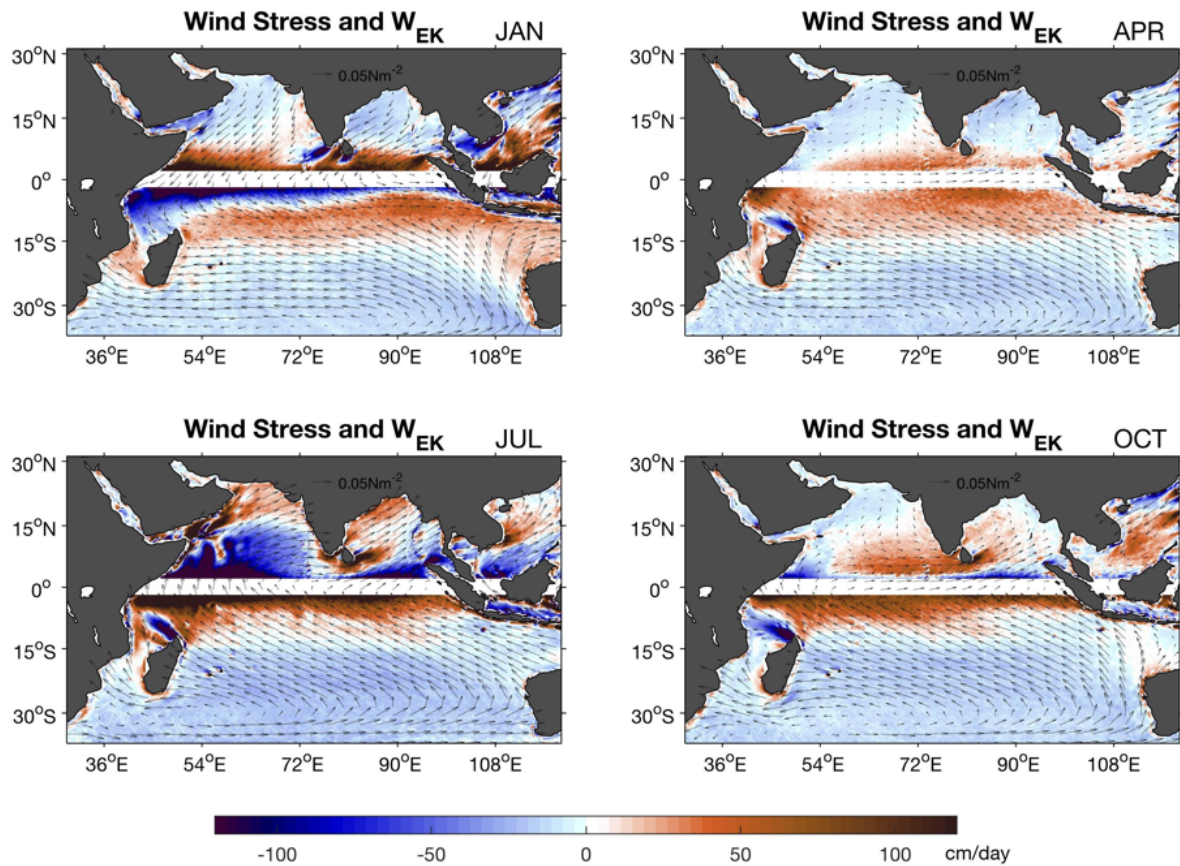 Wind Stress and W_EK JAN
30°N
0.05Nm⁻²
15°N
0°
15°S
30°S
36°E 54°E 72°E 90°E 108°E
Wind Stress and W_EK APR
30°N
0.05Nm⁻²
15°N
0°
15°S
30°S
36°E 54°E 72°E 90°E 108°E
Wind Stress and W_EK JUL
30°N
0.05Nm⁻²
15°N
0°
15°S
30°S
36°E 54°E 72°E 90°E 108°E
Wind Stress and W_EK OCT
30°N
0.05Nm⁻²
15°N
0°
15°S
30°S
36°E 54°E 72°E 90°E 108°E
-100 -50 0 50 100 cm/day